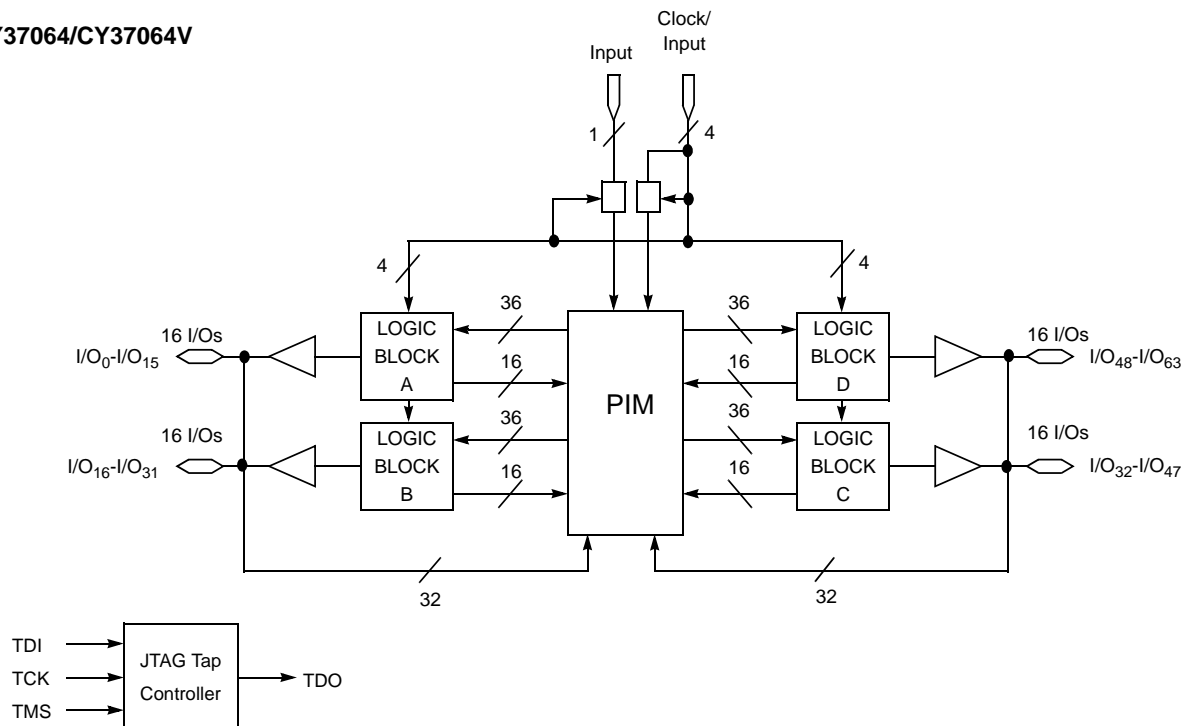 Y37064/CY37064V
Clock/
Input
Input
1
4
4
4
36
36
16 I/Os
LOGIC
BLOCK
A
I/O0-I/O15
16
PIM
16
LOGIC
BLOCK
D
16 I/Os
I/O48-I/O63
36
36
16 I/Os
LOGIC
BLOCK
B
I/O16-I/O31
16
16
LOGIC
BLOCK
C
16 I/Os
I/O32-I/O47
32
32
TDI
TCK
TMS
JTAG Tap
Controller
TDO